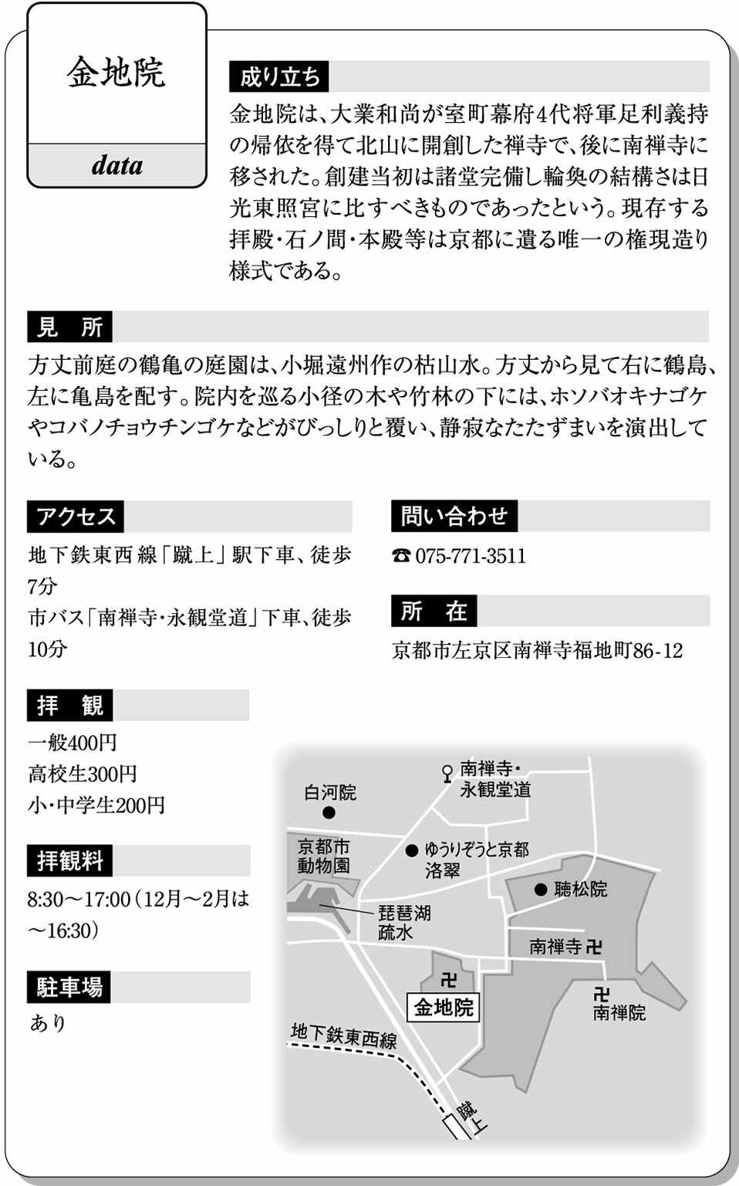 金地院
data
成り立ち
金地院は、大業和尚が室町幕府4代将軍足利義持
の帰依を得て北山に開創した禅寺で、後に南禅寺に
移された。創建当初は諸堂完備し輪奐の結構さは日
光東照宮に比すべきものであったという。現存する
拝殿・石ノ間・本殿等は京都に遺る唯一の権現造り
様式である。
見 所
方丈前庭の鶴亀の庭園は、小堀遠州作の枯山水。方丈から見て右に鶴島、
左に亀島を配す。院内を巡る小径の木や竹林の下には、ホソバオキナゴケ
やコバノチョウチンゴケなどがびっしりと覆い、静寂なたたずまいを演出して
いる。
アクセス
地下鉄東西線「蹴上」駅下車、徒歩
7分
市バス「南禅寺・永観堂道」下車、徒歩
10分
問い合わせ
☎075-771-3511
所 在
京都市左京区南禅寺福地町86-12
拝 観
一般400円
高校生300円
小・中学生200円
拝観料
8:30〜17:00（12月〜2月は
〜16:30）
駐車場
あり
南禅寺・
永観堂道
白河院
京都市
動物園
ゆうりぞうと京都
洛翠
聴松院
琵琶湖
疏水
南禅寺卍
卍
金地院
卍
南禅院
地下鉄東西線
蹴上